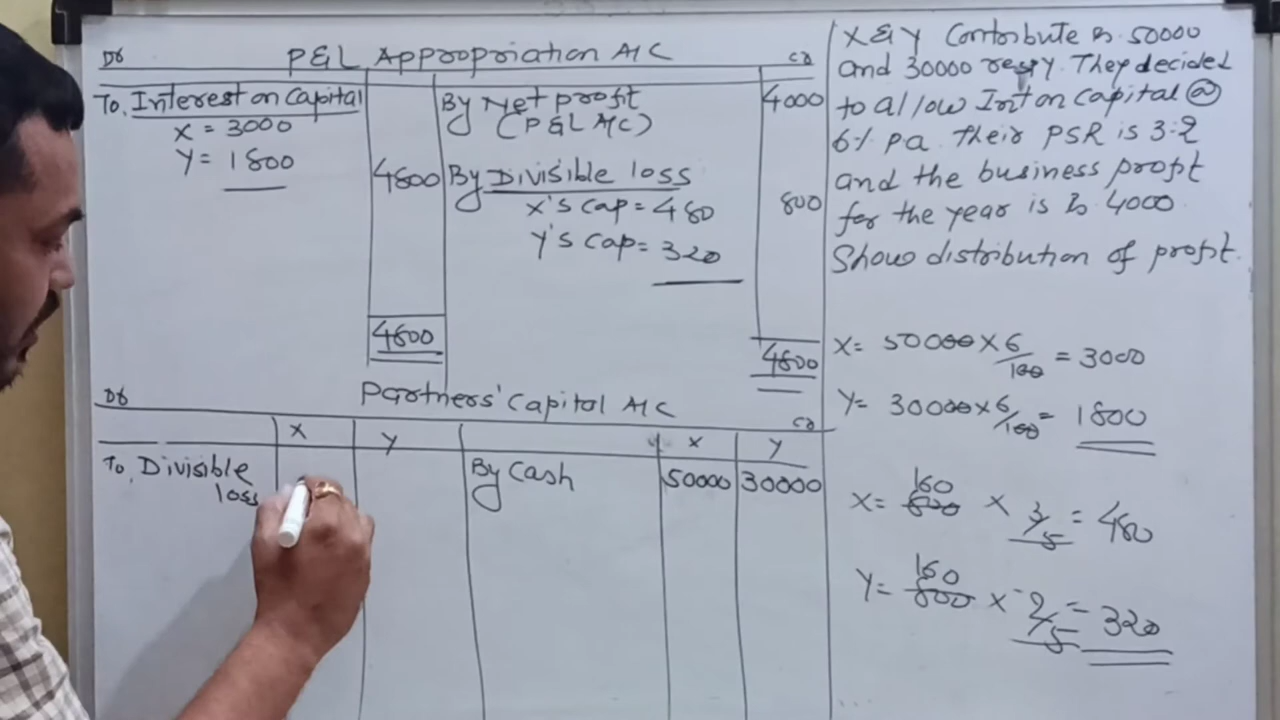 X & Y Contribute Rs 50000
and 30000 respy. They decided
to allow Int on Capital @
6% pa. their PSR is 3:2
and the business profit
for the year is Rs 4000
Show distribution of profit.
Dr P&L Appropriation A/C Cr
To, Interest on Capital By Net profit 4000
X = 3000 (P&L A/C)
Y = 1800 4800 By Divisible loss
X's Cap = 480 800
Y's Cap = 320
4800 4800
X = 50000 × 6/100 = 3000
Y = 30000 × 6/100 = 1800
Dr Partners' Capital A/C Cr
X Y X Y
To, Divisible By Cash 50000 30000
loss
X = 160 800 × 3/5 = 480
Y = 160 800 × 2/5 = 320